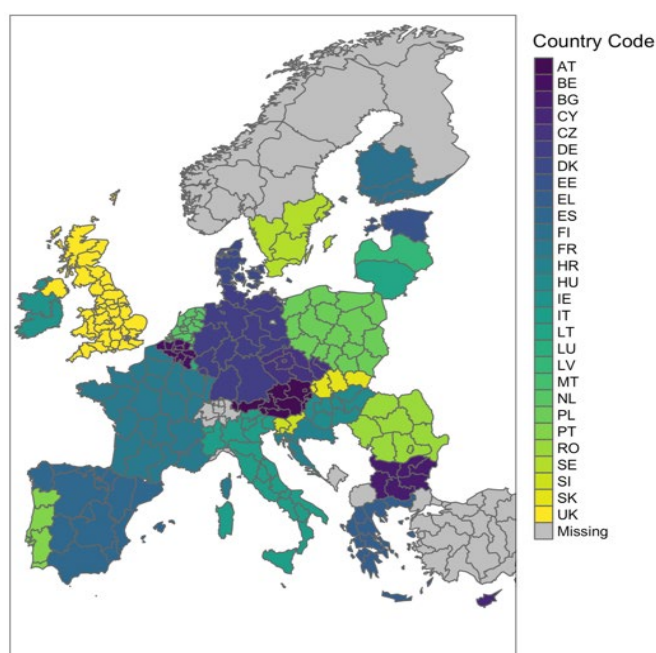 Country Code
AT
BE
BG
CY
CZ
DE
DK
EE
EL
ES
FI
FR
HR
HU
IE
IT
LT
LU
LV
MT
NL
PL
PT
RO
SE
SI
SK
UK
Missing